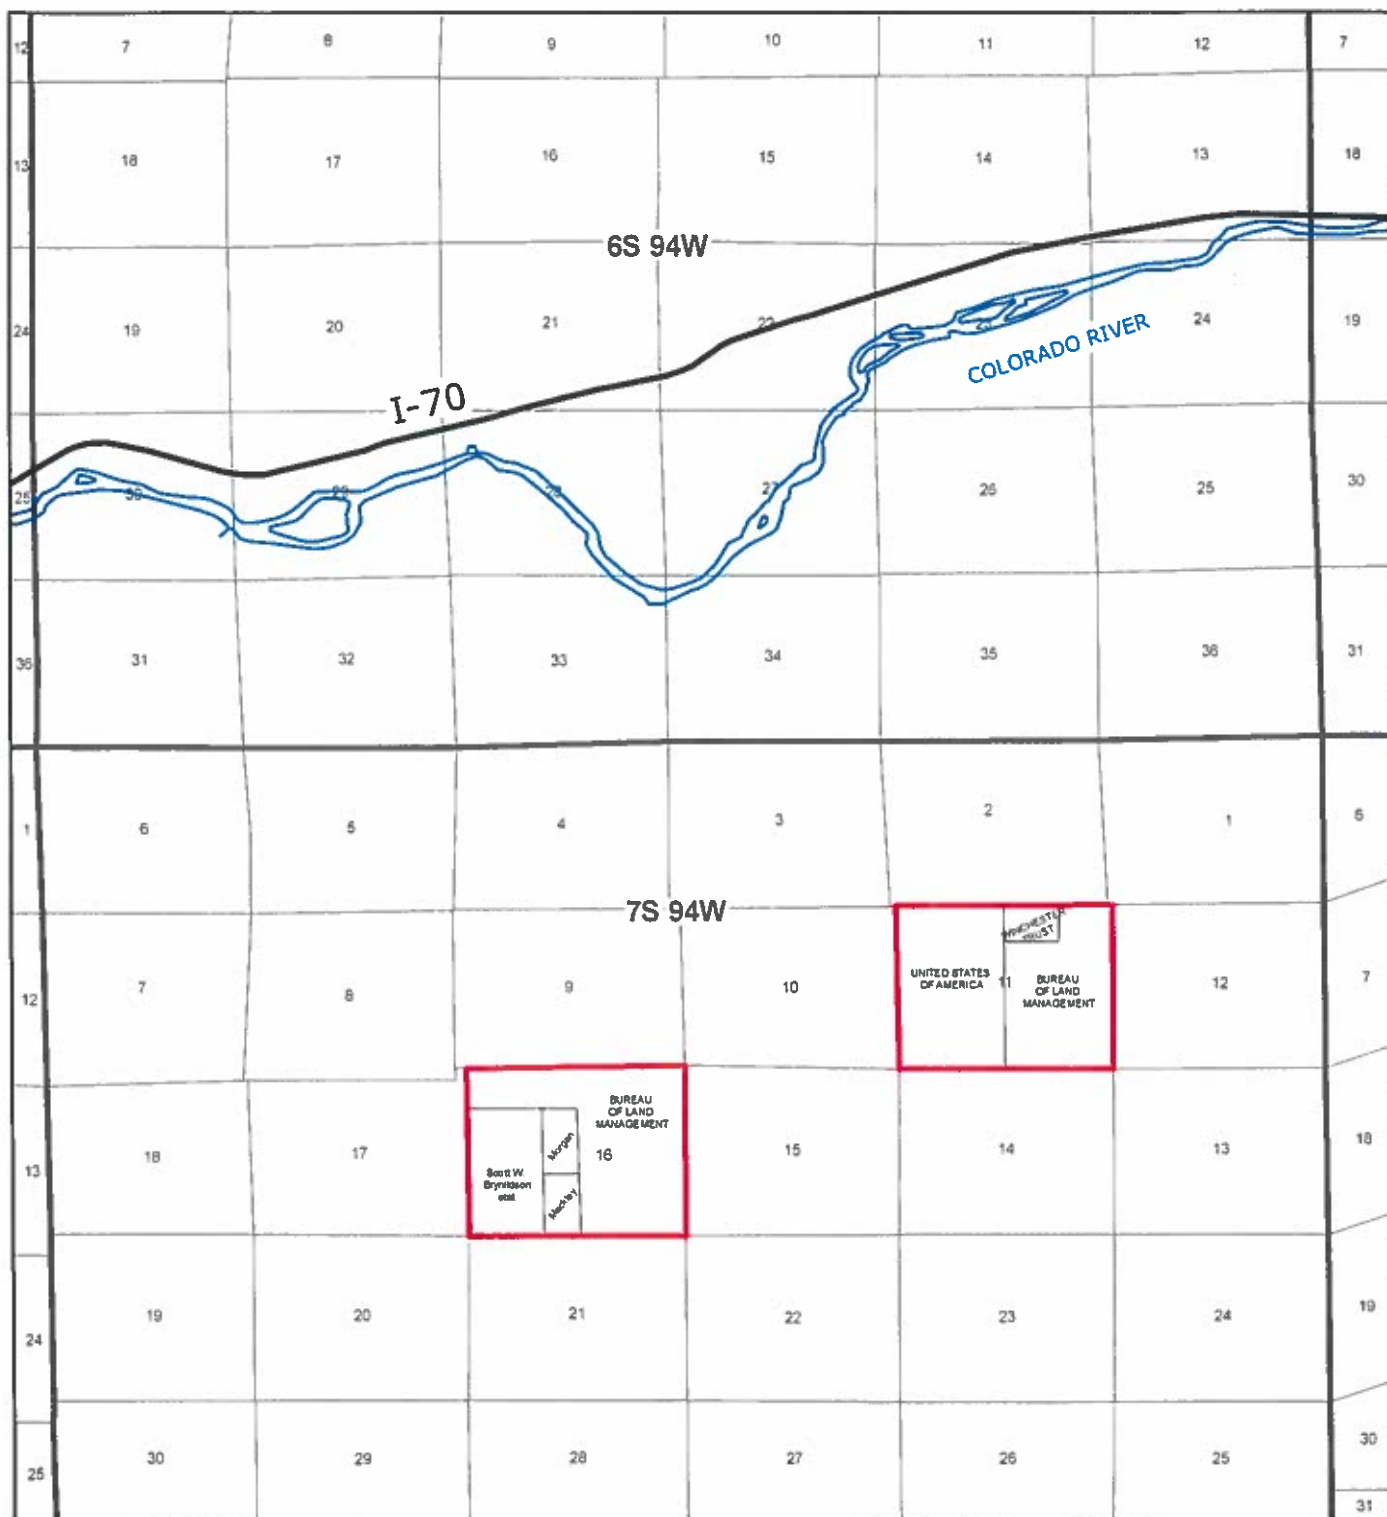 12 7 8 9 10 11 12 7
13 18 17 16 15 14 13 18
6S 94W
24 19 20 21 22 23 24 19
COLORADO RIVER
I-70
25 30 29 28 27 26 25 30
36 31 32 33 34 35 36 31
1 6 5 4 3 2 1 6
7S 94W
WINCHESTER
TRUST
12 7 8 9 10 11 12 7
UNITED STATES
OF AMERICA
BUREAU
OF LAND
MANAGEMENT
BUREAU
OF LAND
MANAGEMENT
13 18 17 16 15 14 13 18
Morgan
Scott W.
Brynildson
etal
Mackley
24 19 20 21 22 23 24 19
25 30 29 28 27 26 25 30
31